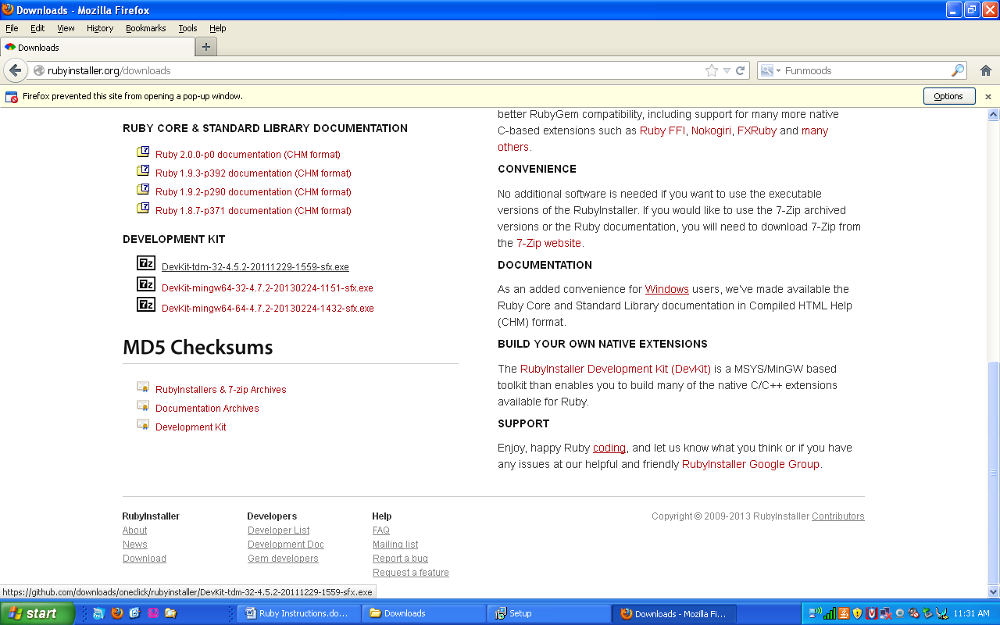 Downloads - Mozilla Firefox
File Edit View History Bookmarks Tools Help
Downloads
rubyinstaller.org/downloads
Funmoods
Firefox prevented this site from opening a pop-up window.
Options
RUBY CORE & STANDARD LIBRARY DOCUMENTATION
Ruby 2.0.0-p0 documentation (CHM format)
Ruby 1.9.3-p392 documentation (CHM format)
Ruby 1.9.2-p290 documentation (CHM format)
Ruby 1.8.7-p371 documentation (CHM format)
DEVELOPMENT KIT
7z DevKit-tdm-32-4.5.2-20111229-1559-sfx.exe
7z DevKit-mingw64-32-4.7.2-20130224-1151-sfx.exe
7z DevKit-mingw64-64-4.7.2-20130224-1432-sfx.exe
MD5 Checksums
RubyInstallers & 7-zip Archives
Documentation Archives
Development Kit
better RubyGem compatibility, including support for many more native
C-based extensions such as Ruby FFI, Nokogiri, FXRuby and many
others.
CONVENIENCE
No additional software is needed if you want to use the executable
versions of the RubyInstaller. If you would like to use the 7-Zip archived
versions or the Ruby documentation, you will need to download 7-Zip from
the 7-Zip website.
DOCUMENTATION
As an added convenience for Windows users, we've made available the
Ruby Core and Standard Library documentation in Compiled HTML Help
(CHM) format.
BUILD YOUR OWN NATIVE EXTENSIONS
The RubyInstaller Development Kit (DevKit) is a MSYS/MinGW based
toolkit than enables you to build many of the native C/C++ extensions
available for Ruby.
SUPPORT
Enjoy, happy Ruby coding, and let us know what you think or if you have
any issues at our helpful and friendly RubyInstaller Google Group.
RubyInstaller
About
News
Download
Developers
Developer List
Development Doc
Gem developers
Help
FAQ
Mailing list
Report a bug
Request a feature
Copyright © 2009-2013 RubyInstaller Contributors
https://github.com/downloads/oneclick/rubyinstaller/DevKit-tdm-32-4.5.2-20111229-1559-sfx.exe
start
Ruby Instructions.do...
Downloads
Setup
Downloads - Mozilla Fi...
11:31 AM